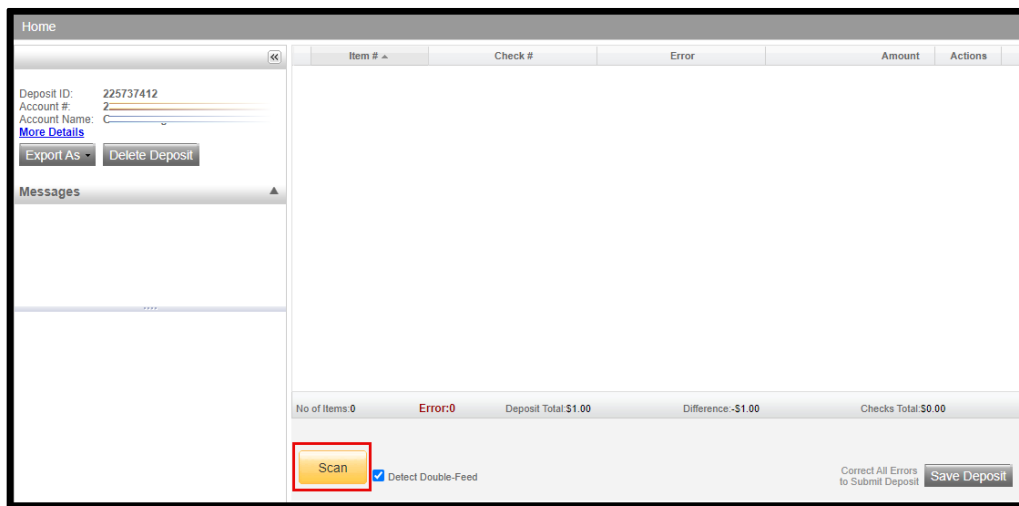 Home
Item # Check # Error Amount Actions
Deposit ID: 225737412
Account #: 2
Account Name: C
More Details
Export As Delete Deposit
Messages
No of Items:0 Error:0 Deposit Total:$1.00 Difference:-$1.00 Checks Total:$0.00
Scan Detect Double-Feed
Correct All Errors
to Submit Deposit
Save Deposit